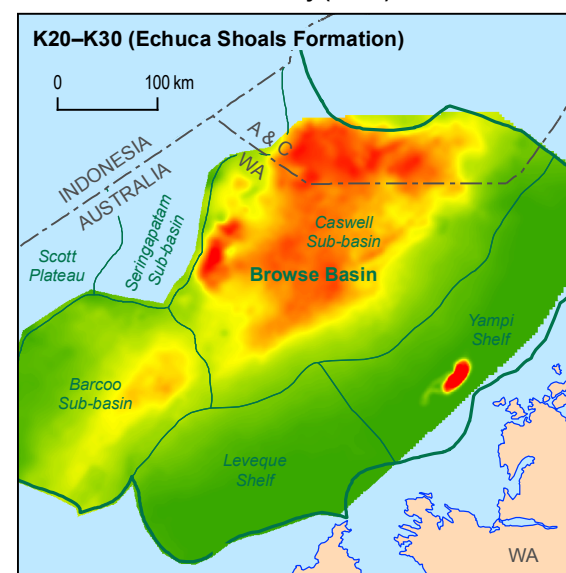 K20–K30 (Echuca Shoals Formation)
0
100 km
INDONESIA
AUSTRALIA
A & C
WA
Scott
Plateau
Seringapatam
Sub-basin
Caswell
Sub-basin
Browse Basin
Yampi
Shelf
Barcoo
Sub-basin
Leveque
Shelf
WA